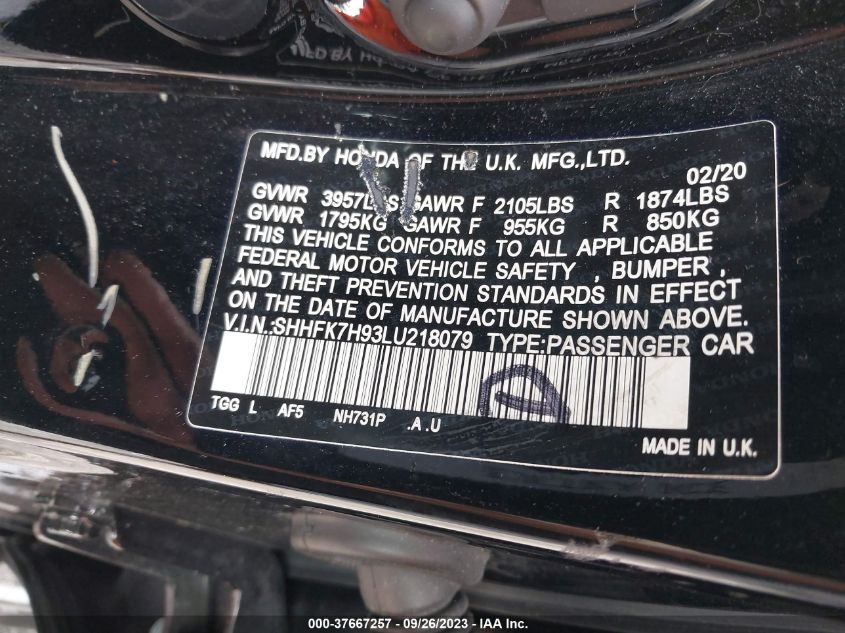 MFD.BY HONDA OF THE U.K. MFG.,LTD.
02/20
GVWR 3957LBS GAWR F 2105LBS R 1874LBS
GVWR 1795KG GAWR F 955KG R 850KG
THIS VEHICLE CONFORMS TO ALL APPLICABLE
FEDERAL MOTOR VEHICLE SAFETY , BUMPER ,
AND THEFT PREVENTION STANDARDS IN EFFECT
ON THE DATE OF MANUFACTURE SHOWN ABOVE.
V.I.N.:SHHFK7H93LU218079 TYPE:PASSENGER CAR
TGG L AF5 NH731P .A .U
MADE IN U.K.
000-37667257 - 09/26/2023 - IAA Inc.